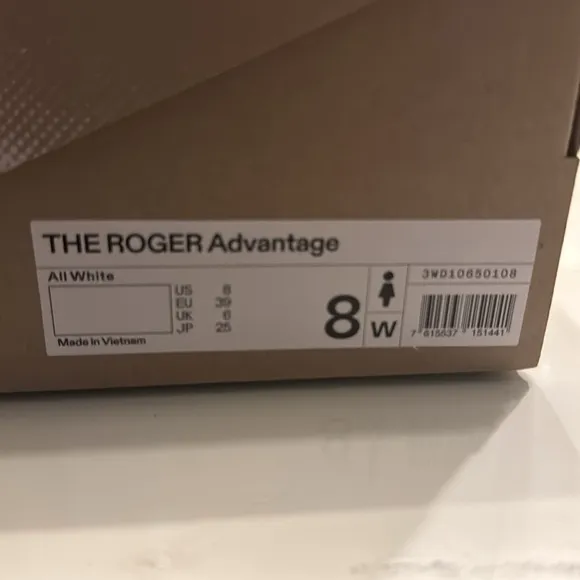 THE ROGER Advantage
All White
3WD10650108
US 8
EU 39
UK 6
JP 25
8
W
Made in Vietnam
7 615537 151441